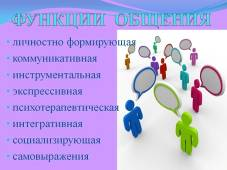 ФУНКЦИИ ОБЩЕНИЯ
личностно формирующая
коммуникативная
инструментальная
экспрессивная
психотерапевтическая
интегративная
социализирующая
самовыражения